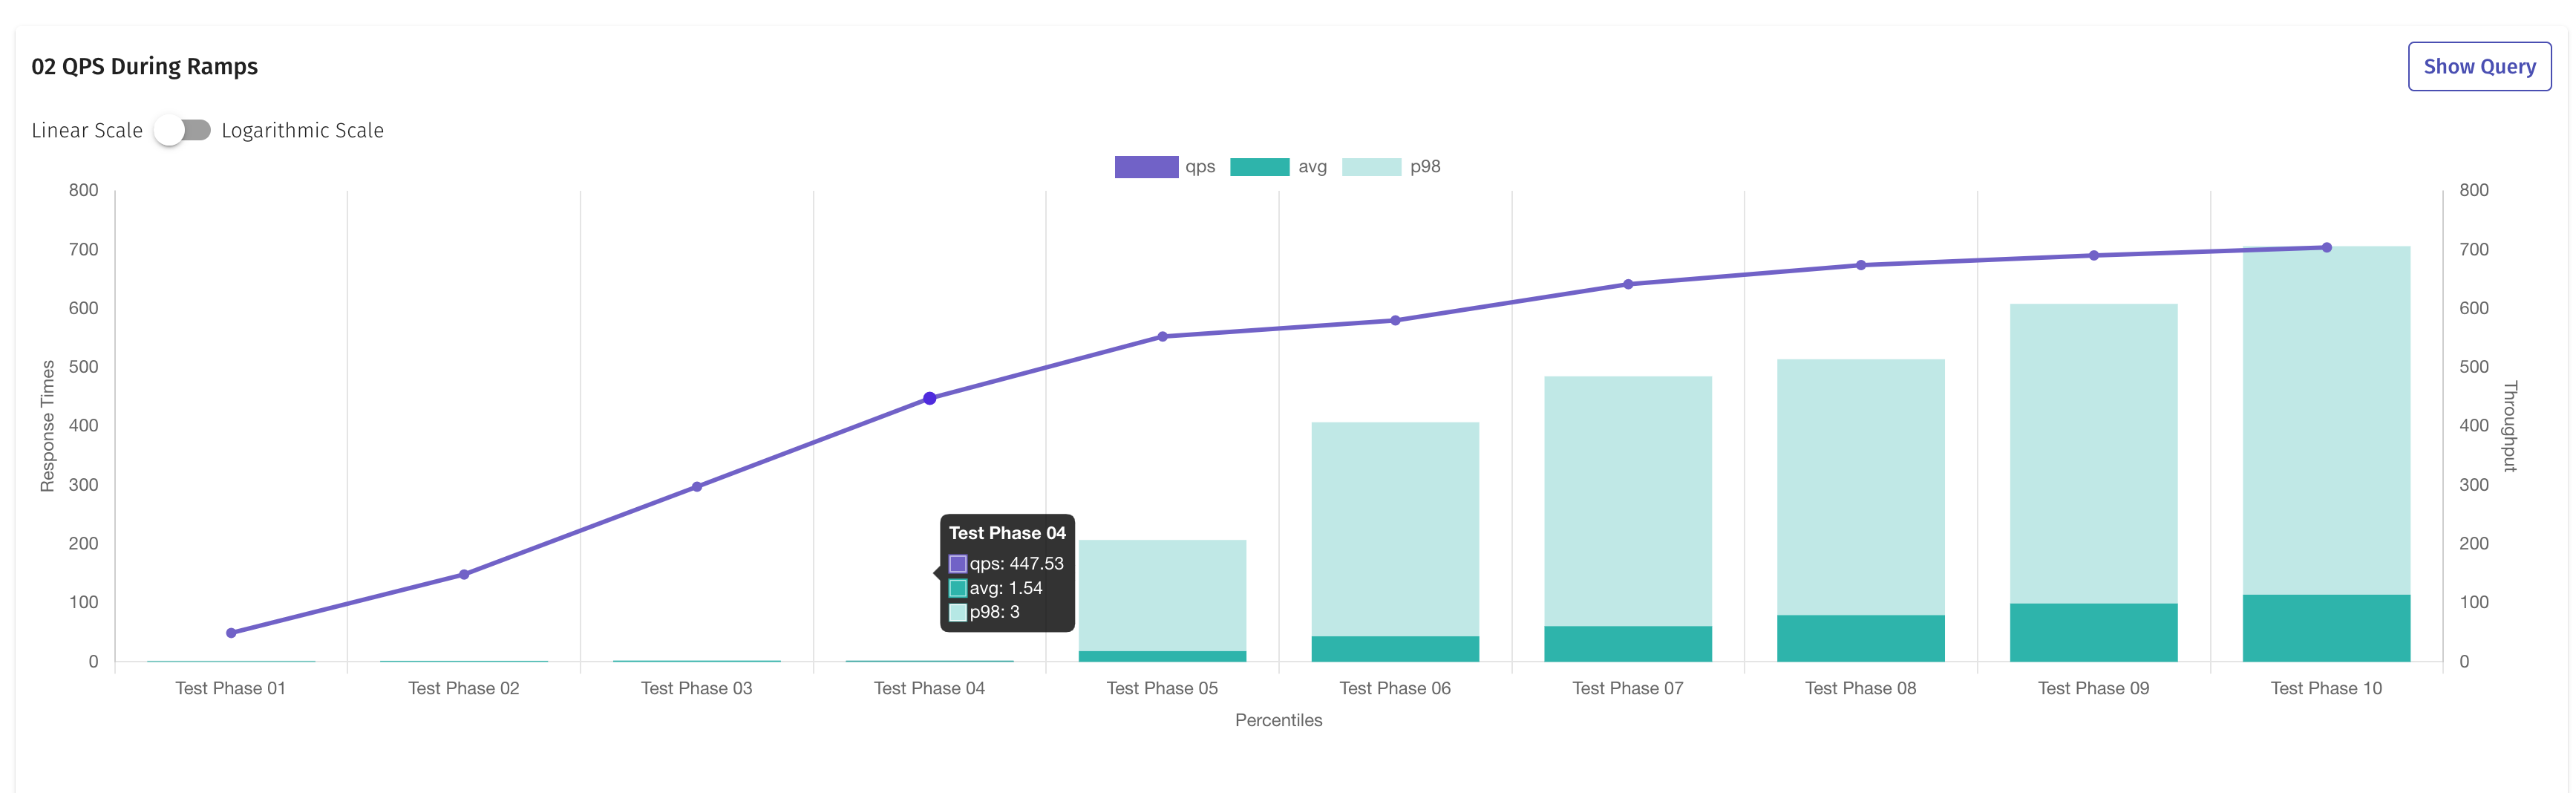 02 QPS During Ramps
Show Query
Linear Scale Logarithmic Scale
qps avg p98
800
700
600
500
400
300
200
100
0
Response Times
800
700
600
500
400
300
200
100
0
Throughput
Test Phase 04
qps: 447.53
avg: 1.54
p98: 3
Test Phase 01 Test Phase 02 Test Phase 03 Test Phase 04 Test Phase 05 Test Phase 06 Test Phase 07 Test Phase 08 Test Phase 09 Test Phase 10
Percentiles